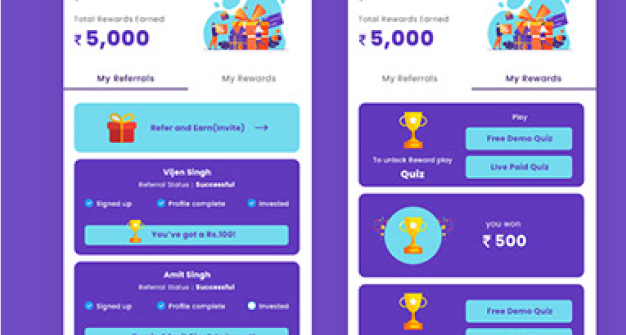 Total Rewards Earned
₹ 5,000
My Referrals
My Rewards
Refer and Earn(Invite)
Vijen Singh
Referral Status : Successful
Signed up
Profile complete
Invested
You've got a Rs.100!
Amit Singh
Referral Status : Successful
Signed up
Profile complete
Invested
Total Rewards Earned
₹ 5,000
My Referrals
My Rewards
Play
Free Demo Quiz
To unlock Reward play
Quiz
Live Paid Quiz
you won
₹ 500
Free Demo Quiz